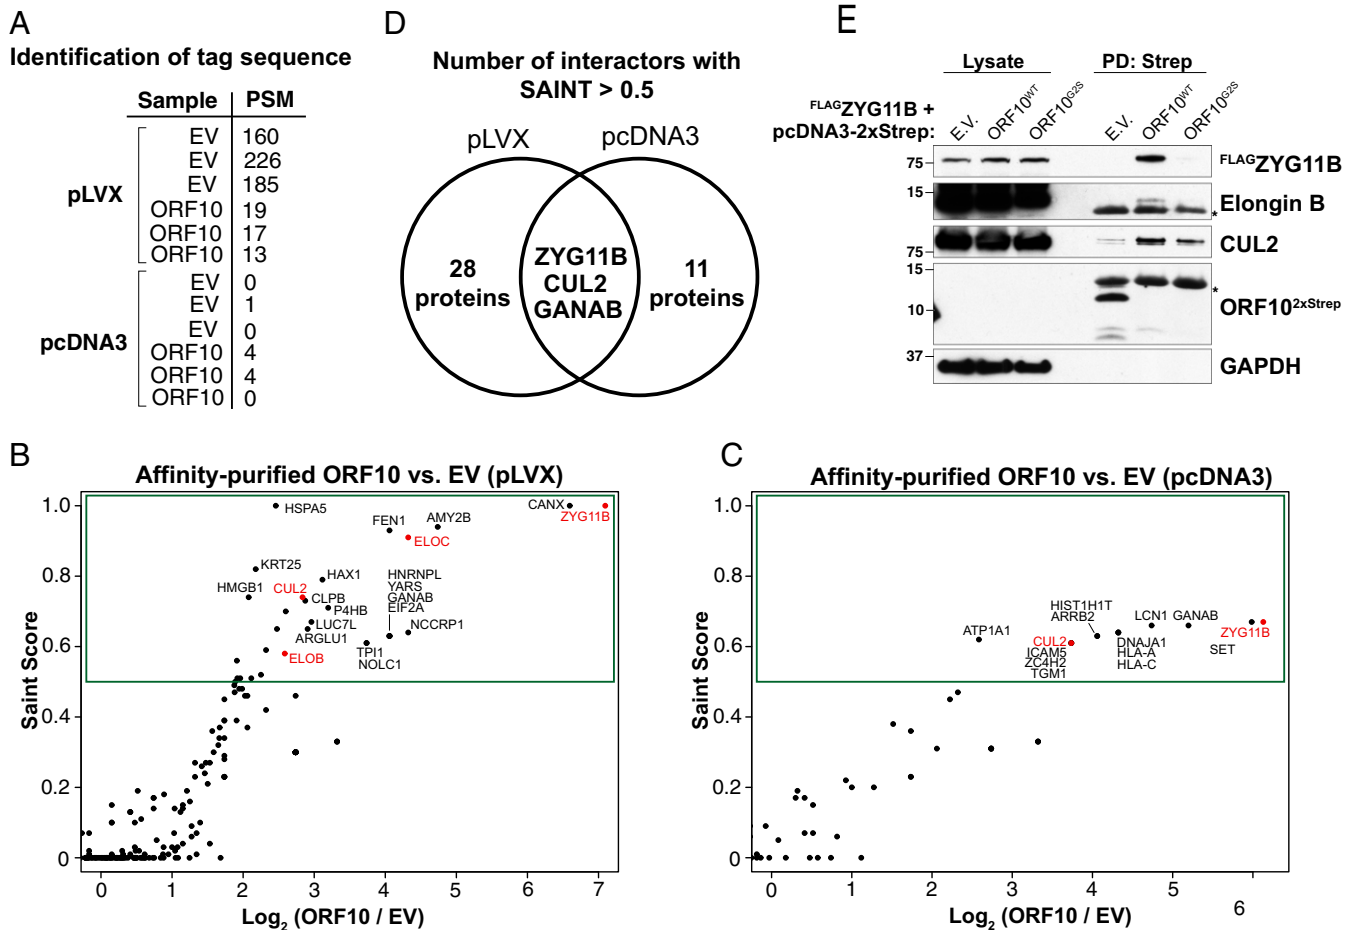 A
Identification of tag sequence
Sample PSM
pLVX
EV 160
EV 226
EV 185
ORF10 19
ORF10 17
ORF10 13
pcDNA3
EV 0
EV 1
EV 0
ORF10 4
ORF10 4
ORF10 0
D
Number of interactors with
SAINT > 0.5
pLVX pcDNA3
28
proteins
ZYG11B
CUL2
GANAB
11
proteins
E
Lysate PD: Strep
FLAGZYG11B +
pcDNA3-2xStrep:
E.V. ORF10WT ORF10G2S E.V. ORF10WT ORF10G2S
75 FLAGZYG11B
15 * Elongin B
75 CUL2
15 *
10 ORF102xStrep
37 GAPDH
B
Affinity-purified ORF10 vs. EV (pLVX)
Saint Score
1.0
0.8
0.6
0.4
0.2
0
HSPA5
CANX
ZYG11B
FEN1
AMY2B
ELOC
KRT25
HMGB1
CUL2
HAX1
CLPB
P4HB
LUC7L
ARGLU1
ELOB
HNRNPL
YARS
GANAB
EIF2A
NCCRP1
TPI1
NOLC1
0 1 2 3 4 5 6 7
Log2 (ORF10 / EV)
C
Affinity-purified ORF10 vs. EV (pcDNA3)
Saint Score
1.0
0.8
0.6
0.4
0.2
0
ATP1A1
HIST1H1T
ARRB2
CUL2
ICAM5
ZC4H2
TGM1
LCN1
GANAB
DNAJA1
HLA-A
HLA-C
SET
ZYG11B
0 1 2 3 4 5 6
Log2 (ORF10 / EV)